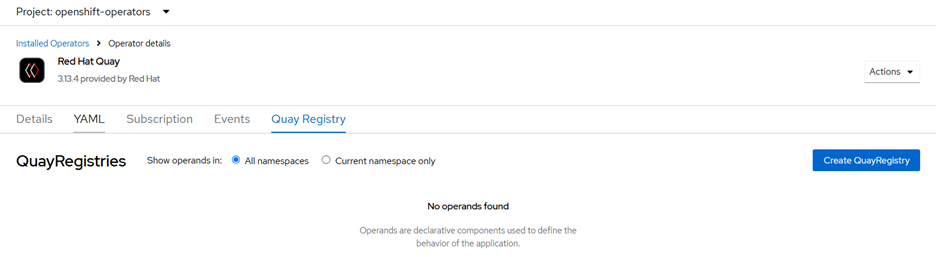 Project: openshift-operators
Installed Operators > Operator details
Red Hat Quay
3.13.4 provided by Red Hat
Actions
Details YAML Subscription Events Quay Registry
QuayRegistries Show operands in: All namespaces Current namespace only Create QuayRegistry
No operands found
Operands are declarative components used to define the
behavior of the application.